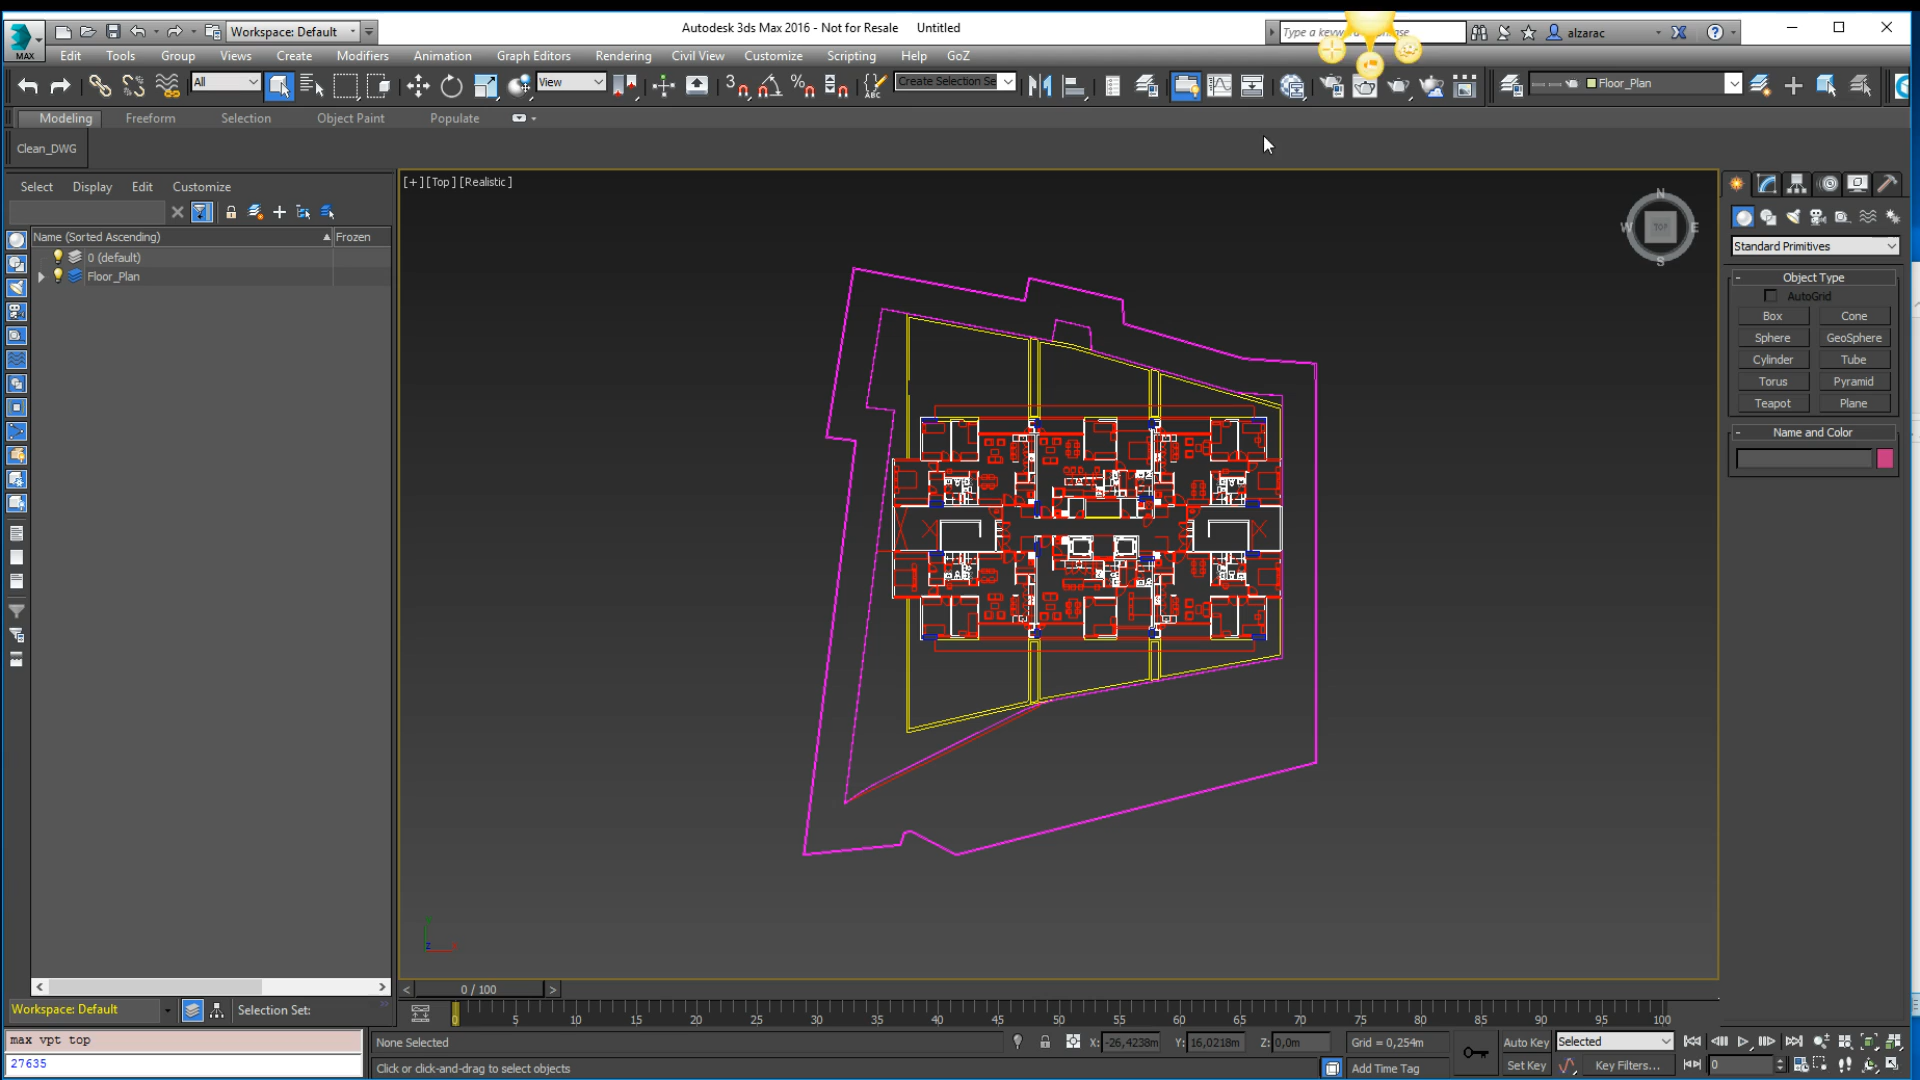 Autodesk 3ds Max 2016 - Not for Resale Untitled
MAX
Workspace: Default
alzarac
Edit Tools Group Views Create Modifiers Animation Graph Editors Rendering Civil View Customize Scripting Help GoZ
All
View
Create Selection Se
Floor_Plan
Modeling Freeform Selection Object Paint Populate
Clean_DWG
Select Display Edit Customize
Name (Sorted Ascending) Frozen
0 (default)
Floor_Plan
[+] [Top] [Realistic]
N
W TOP E
S
Standard Primitives
- Object Type
AutoGrid
Box Cone
Sphere GeoSphere
Cylinder Tube
Torus Pyramid
Teapot Plane
- Name and Color
z
< 0 / 100 >
Workspace: Default Selection Set:
0 5 10 15 20 25 30 35 40 45 50 55 60 65 70 75 80 85 90 95 100
max vpt top
27635
None Selected X: -26,4238m Y: 16,0218m Z: 0,0m Grid = 0,254m Auto Key Selected
Click or click-and-drag to select objects Add Time Tag Set Key Key Filters... 0